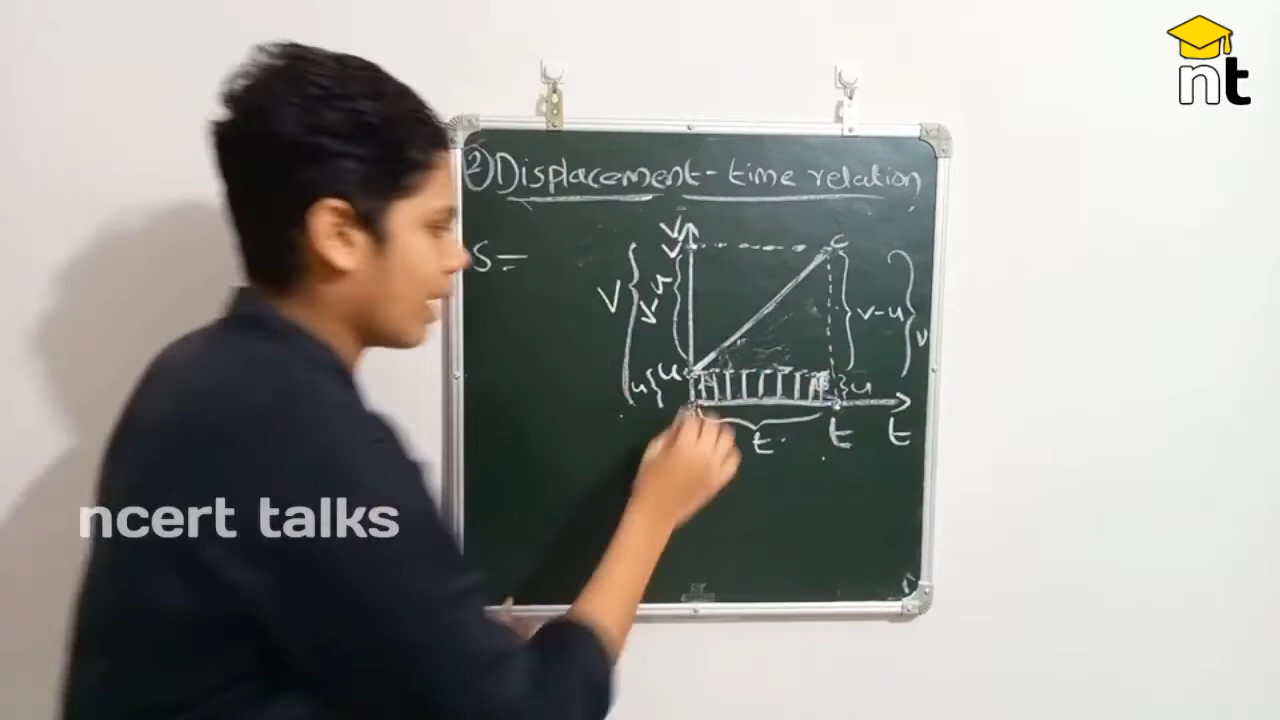 nt
② Displacement - time relation
S=
V
V
C
V
V-u
V-u
V
u
u
u
t
t
t
ncert talks